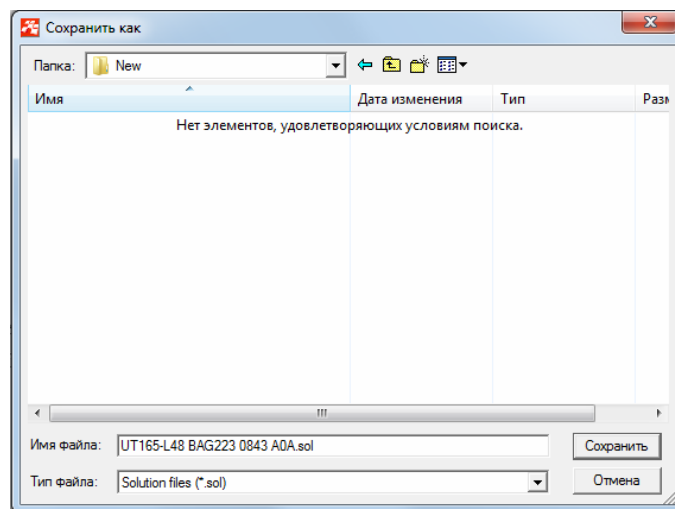 Сохранить как
Папка: New
Имя Дата изменения Тип Разм
Нет элементов, удовлетворяющих условиям поиска.
Имя файла: UT165-L48 BAG223 0843 A0A.sol Сохранить
Тип файла: Solution files (*.sol) Отмена